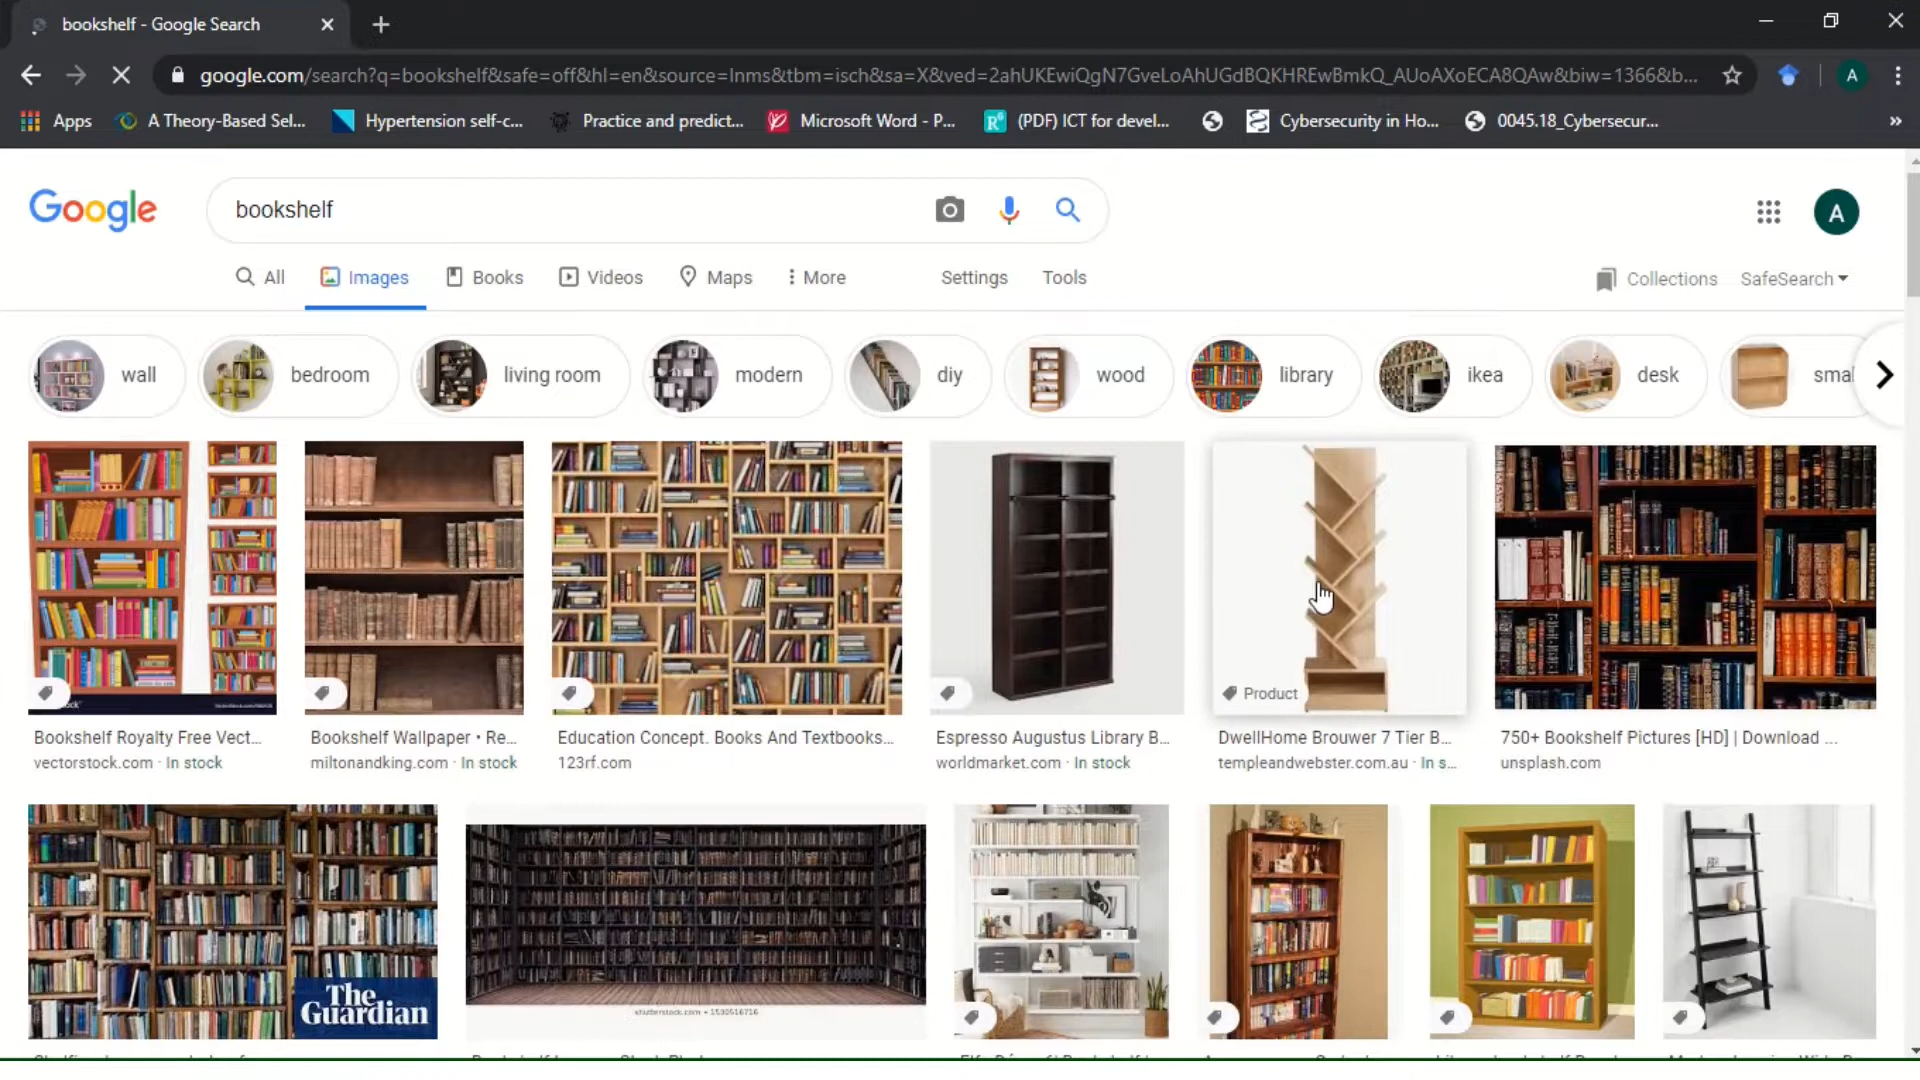 bookshelf - Google Search
google.com/search?q=bookshelf&safe=off&hl=en&source=lnms&tbm=isch&sa=X&ved=2ahUKEwiQgN7GveLoAhUGdBQKHREwBmkQ_AUoAXoECA8QAw&biw=1366&b...
A
Apps
A Theory-Based Sel...
Hypertension self-c...
Practice and predict...
Microsoft Word - P...
(PDF) ICT for devel...
Cybersecurity in Ho...
0045.18_Cybersecur...
Google
bookshelf
A
All
Images
Books
Videos
Maps
More
Settings
Tools
Collections
SafeSearch
wall
bedroom
living room
modern
diy
wood
library
ikea
desk
smal
Product
Bookshelf Royalty Free Vect...
vectorstock.com · In stock
Bookshelf Wallpaper • Re...
miltonandking.com · In stock
Education Concept. Books And Textbooks...
123rf.com
Espresso Augustus Library B...
worldmarket.com · In stock
DwellHome Brouwer 7 Tier B...
templeandwebster.com.au · In s...
750+ Bookshelf Pictures [HD] | Download ...
unsplash.com
The
Guardian
shutterstock.com • 1530516716